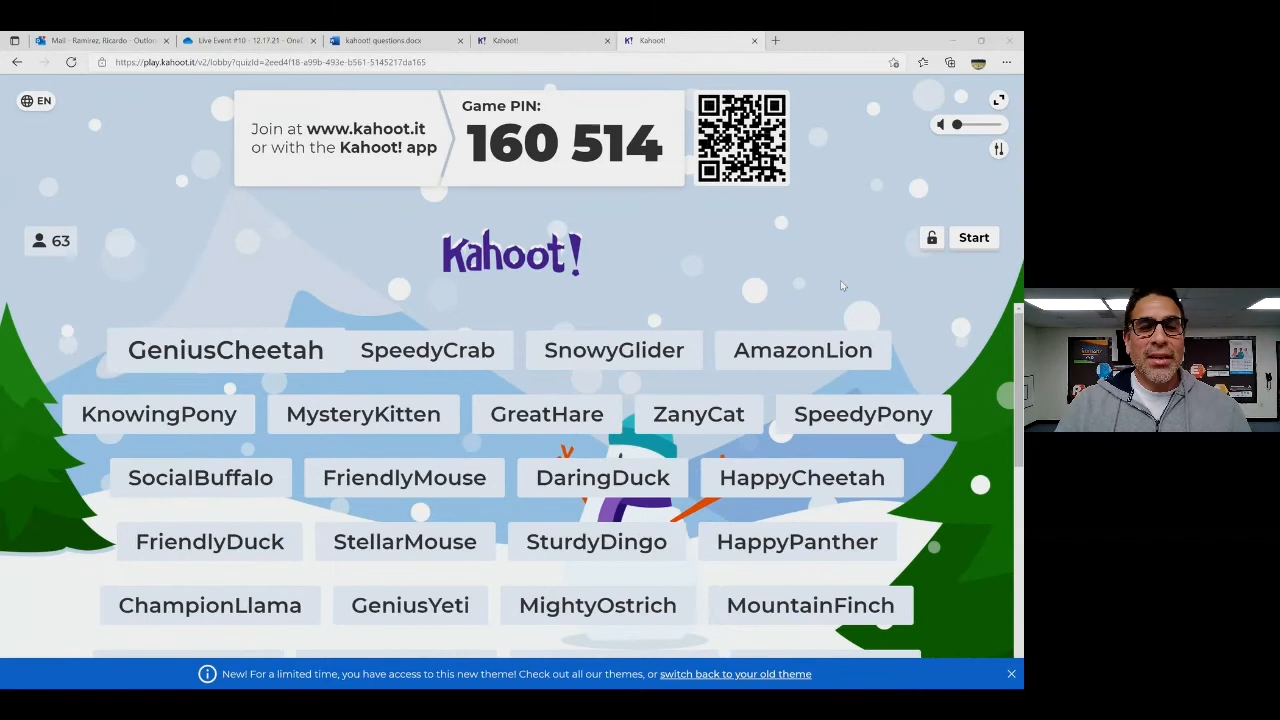 Mail - Ramirez, Ricardo - Outloo
Live Event #10 - 12.17.21 - OneD
kahoot! questions.docx
Kahoot!
Kahoot!
https://play.kahoot.it/v2/lobby?quizId=2eed4f18-a99b-493e-b561-5145217da165
EN
Join at www.kahoot.it
or with the Kahoot! app
Game PIN:
160 514
63
Kahoot!
Start
GeniusCheetah SpeedyCrab SnowyGlider AmazonLion
KnowingPony MysteryKitten GreatHare ZanyCat SpeedyPony
SocialBuffalo FriendlyMouse DaringDuck HappyCheetah
FriendlyDuck StellarMouse SturdyDingo HappyPanther
ChampionLlama GeniusYeti MightyOstrich MountainFinch
New! For a limited time, you have access to this new theme! Check out all our themes, or switch back to your old theme